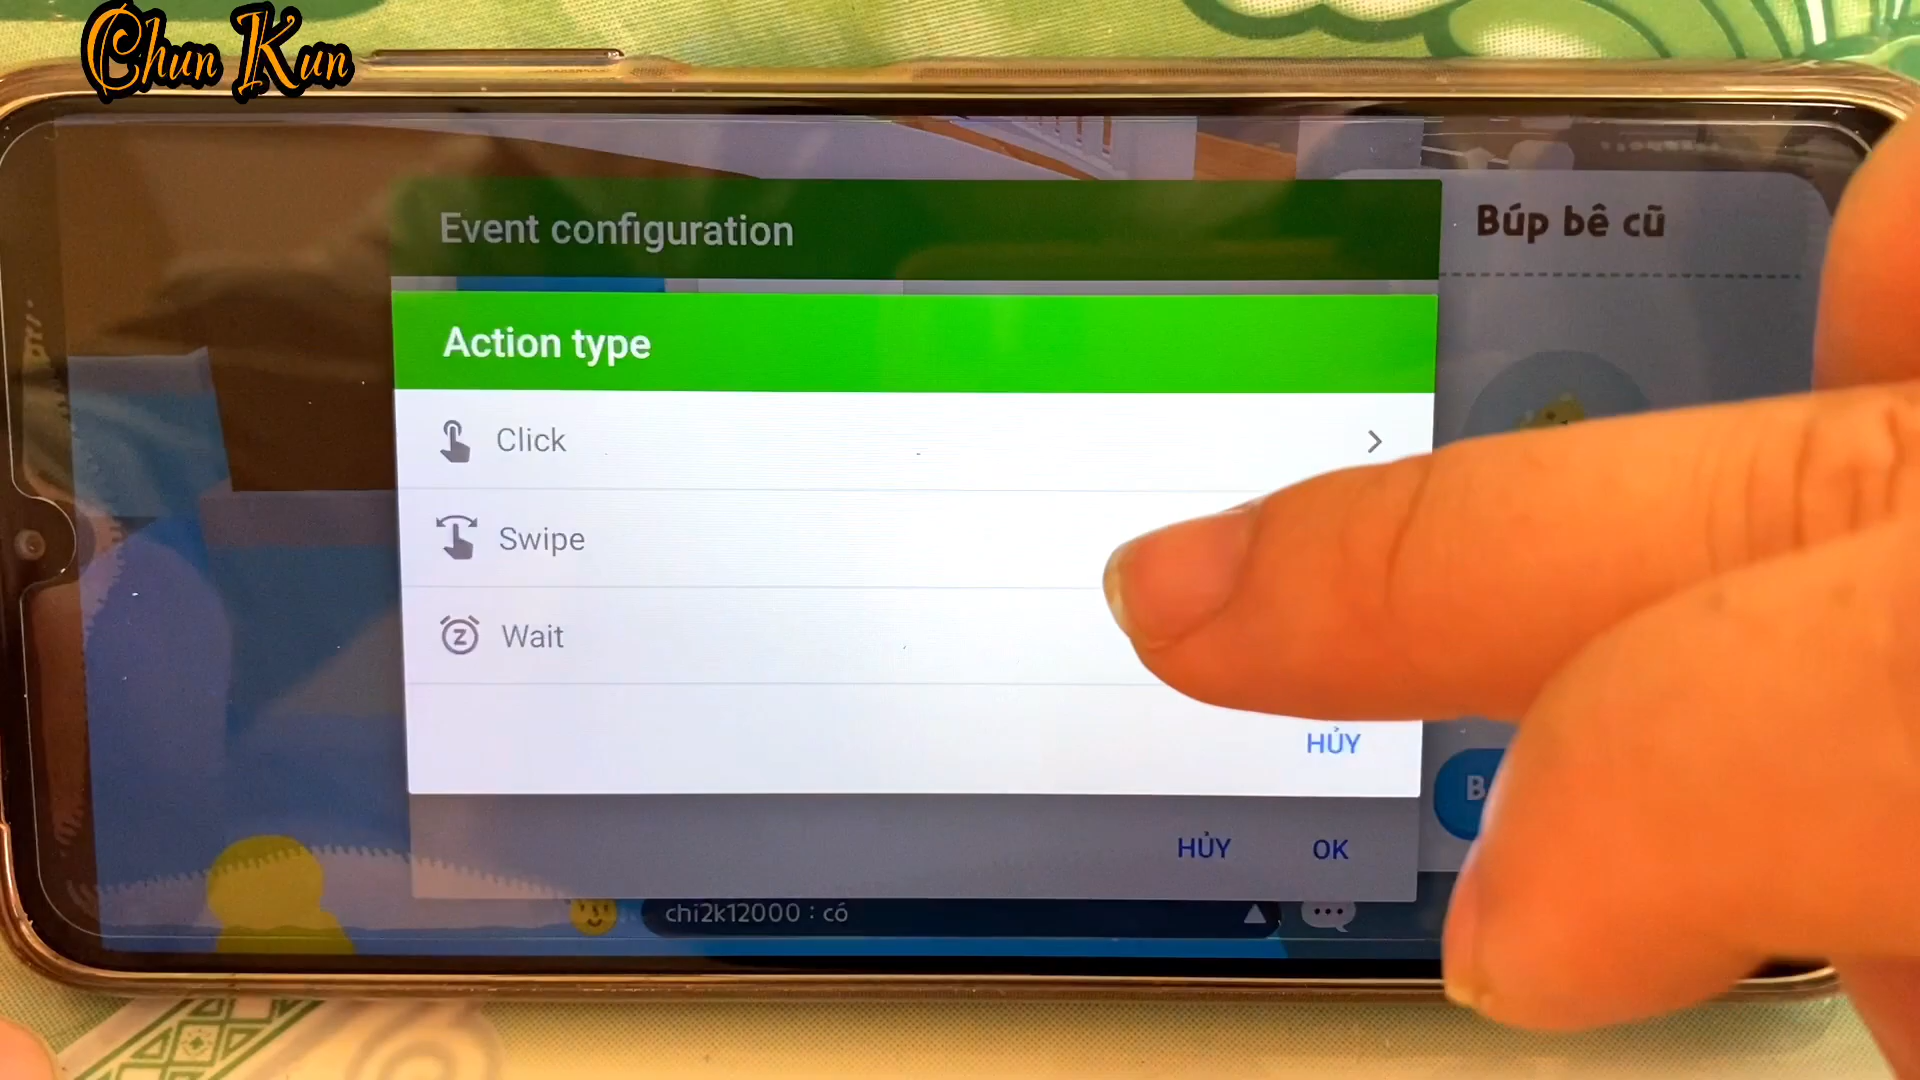 Chun Kun
Event configuration
Búp bê cũ
Action type
Click
Swipe
Wait
HỦY
HỦY
OK
chi2k12000 : có